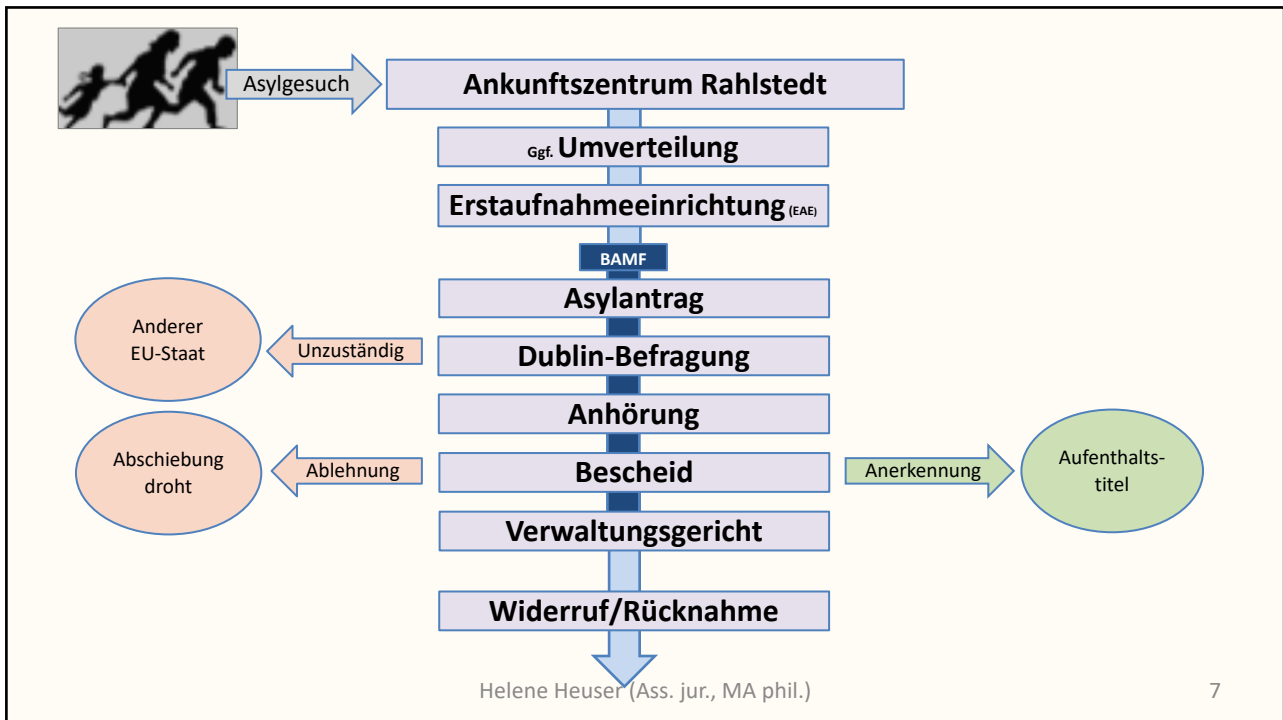 Asylgesuch
Ankunftszentrum Rahlstedt
Ggf. Umverteilung
Erstaufnahmeeinrichtung (EAE)
BAMF
Asylantrag
Anderer
EU-Staat
Unzuständig
Dublin-Befragung
Anhörung
Abschiebung
droht
Ablehnung
Bescheid
Anerkennung
Aufenthalts-
titel
Verwaltungsgericht
Widerruf/Rücknahme
Helene Heuser (Ass. jur., MA phil.)
7